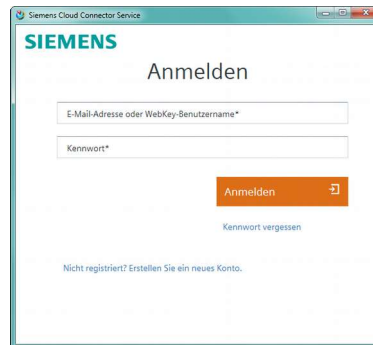 Siemens Cloud Connector Service
SIEMENS
Anmelden
E-Mail-Adresse oder WebKey-Benutzername*
Kennwort*
Anmelden
Kennwort vergessen
Nicht registriert? Erstellen Sie ein neues Konto.